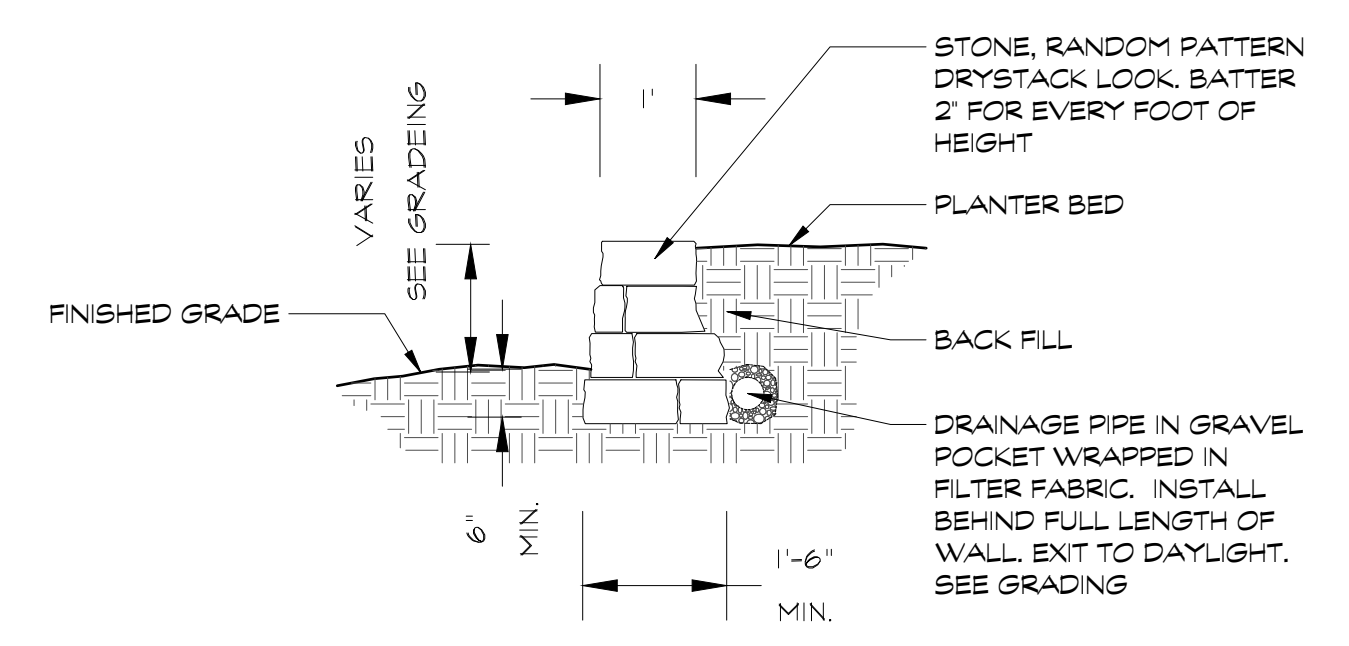 STONE, RANDOM PATTERN
DRYSTACK LOOK. BATTER
2" FOR EVERY FOOT OF
HEIGHT
1'
VARIES
SEE GRADEING
PLANTER BED
FINISHED GRADE
BACK FILL
DRAINAGE PIPE IN GRAVEL
POCKET WRAPPED IN
FILTER FABRIC. INSTALL
BEHIND FULL LENGTH OF
WALL. EXIT TO DAYLIGHT.
SEE GRADING
6"
MIN.
1'-6"
MIN.